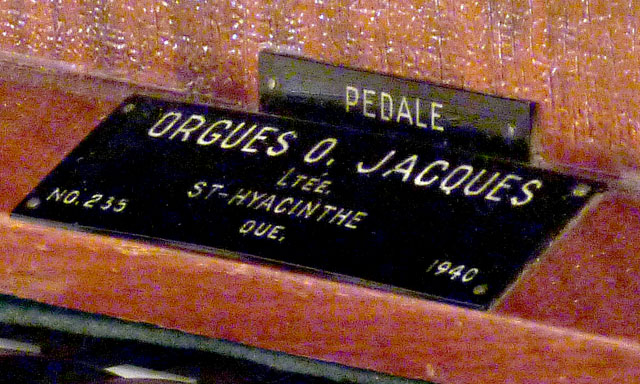 PEDALE
ORGUES O. JACQUES
LTÉE.
ST-HYACINTHE
QUE.
NO. 235
1940